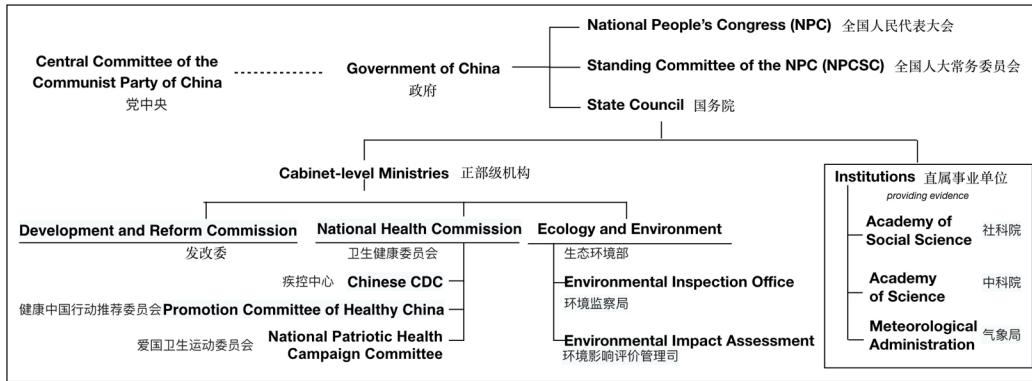 National People's Congress (NPC) 全国人民代表大会
Central Committee of the
Communist Party of China
党中央
Government of China
政府
Standing Committee of the NPC (NPCSC) 全国人大常务委员会
State Council 国务院
Cabinet-level Ministries 正部级机构
Institutions 直属事业单位
providing evidence
Development and Reform Commission
发改委
National Health Commission
卫生健康委员会
Ecology and Environment
生态环境部
Academy of
Social Science 社科院
疾控中心 Chinese CDC
Environmental Inspection Office
环境监察局
Academy
of Science 中科院
健康中国行动推荐委员会 Promotion Committee of Healthy China
爱国卫生运动委员会 National Patriotic Health
Campaign Committee
Environmental Impact Assessment
环境影响评价管理司
Meteorological
Administration 气象局